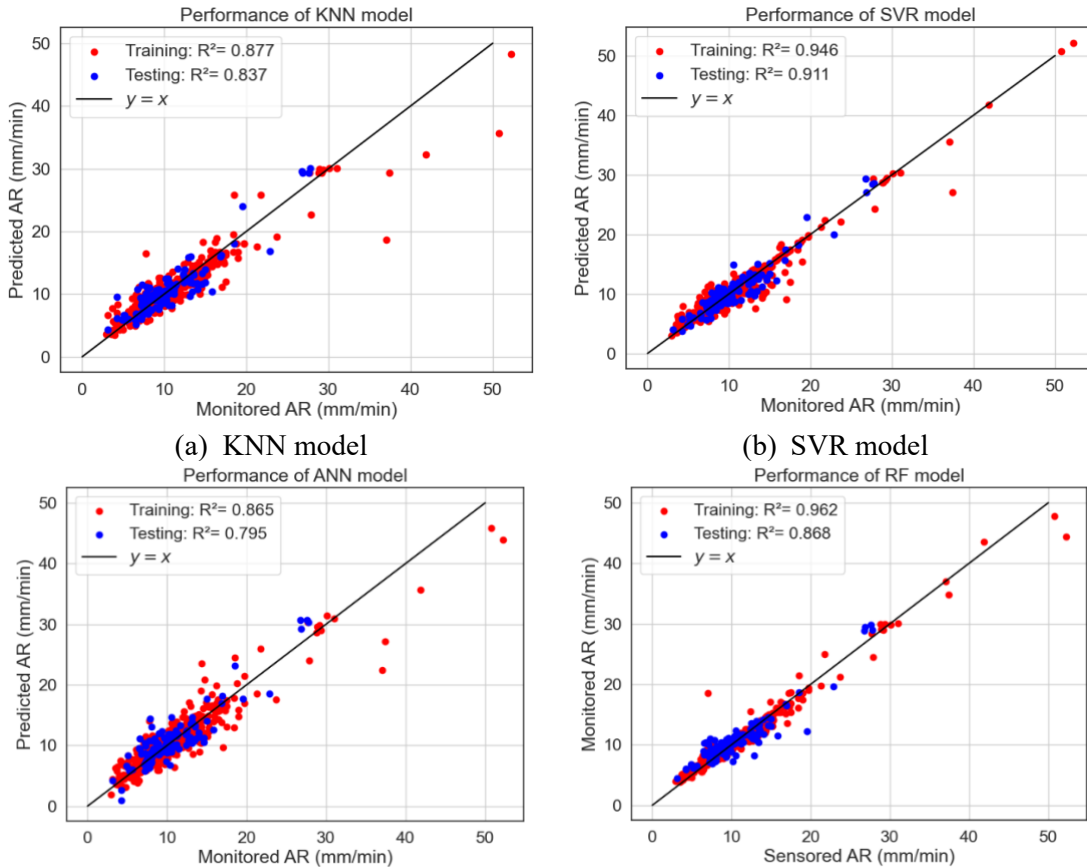 Performance of KNN model
Training: R²= 0.877
Testing: R²= 0.837
y = x
Predicted AR (mm/min)
50
40
30
20
10
0
0 10 20 30 40 50
Monitored AR (mm/min)
(a) KNN model
Performance of SVR model
Training: R²= 0.946
Testing: R²= 0.911
y = x
Predicted AR (mm/min)
50
40
30
20
10
0
0 10 20 30 40 50
Monitored AR (mm/min)
(b) SVR model
Performance of ANN model
Training: R²= 0.865
Testing: R²= 0.795
y = x
Predicted AR (mm/min)
50
40
30
20
10
0
0 10 20 30 40 50
Monitored AR (mm/min)
Performance of RF model
Training: R²= 0.962
Testing: R²= 0.868
y = x
Monitored AR (mm/min)
50
40
30
20
10
0
0 10 20 30 40 50
Sensored AR (mm/min)